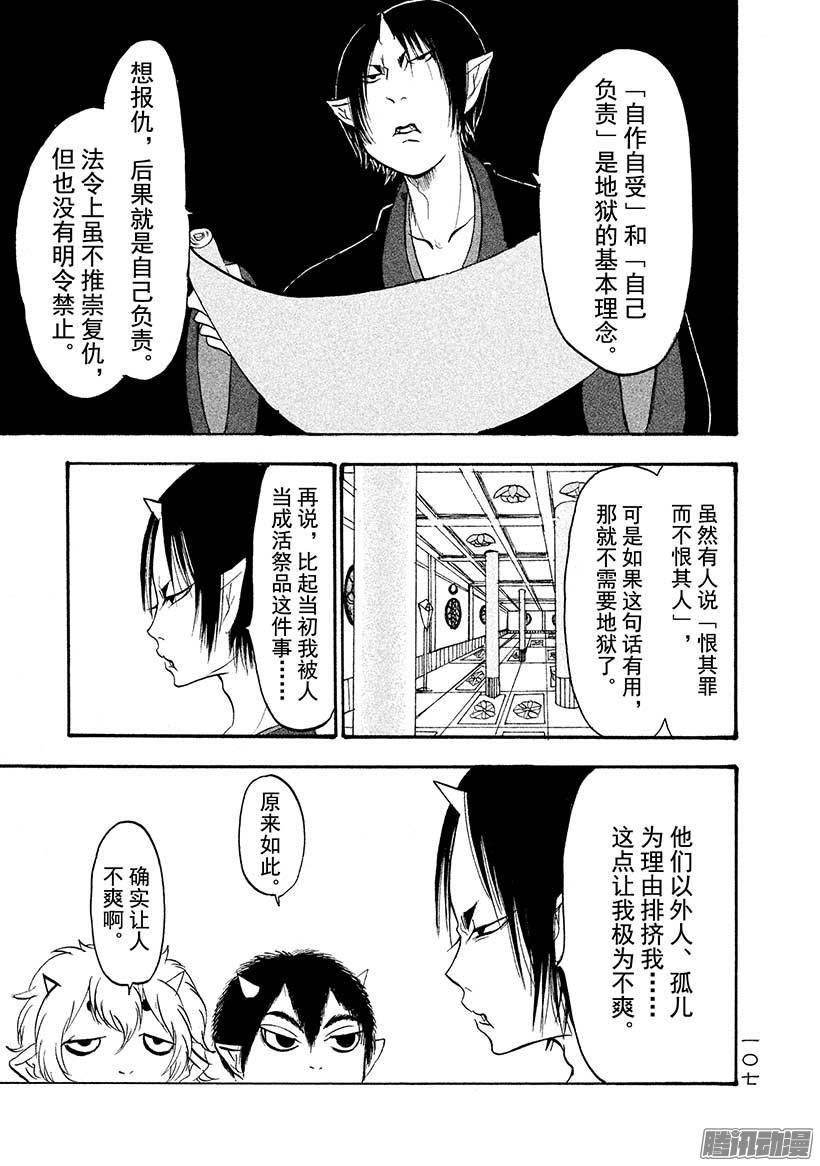 「自作自受」和「自己
负责」是地狱的基本理念。
想报仇，后果就是自己负责。
法令上虽不推崇复仇，
但也没有明令禁止。
虽然有人说「恨其罪
而不恨其人」，
可是如果这句话有用，
那就不需要地狱了。
再说，比起当初我被人
当成活祭品这件事……
他们以外人、孤儿
为理由排挤我……
这点让我极为不爽。
原来如此。
确实让人
不爽啊。
一〇七
腾讯动漫